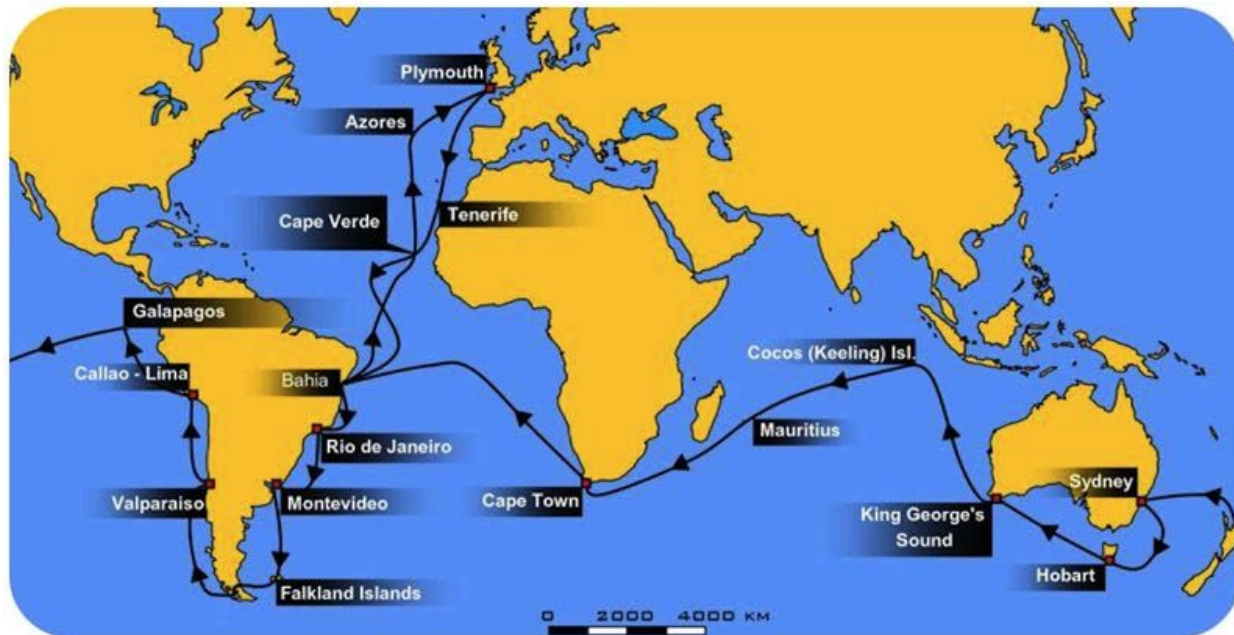 Plymouth
Azores
Cape Verde
Tenerife
Galapagos
Callao - Lima
Bahia
Cocos (Keeling) Isl.
Mauritius
Rio de Janeiro
Valparaiso
Montevideo
Cape Town
Sydney
King George's
Sound
Hobart
Falkland Islands
0 2000 4000 KM